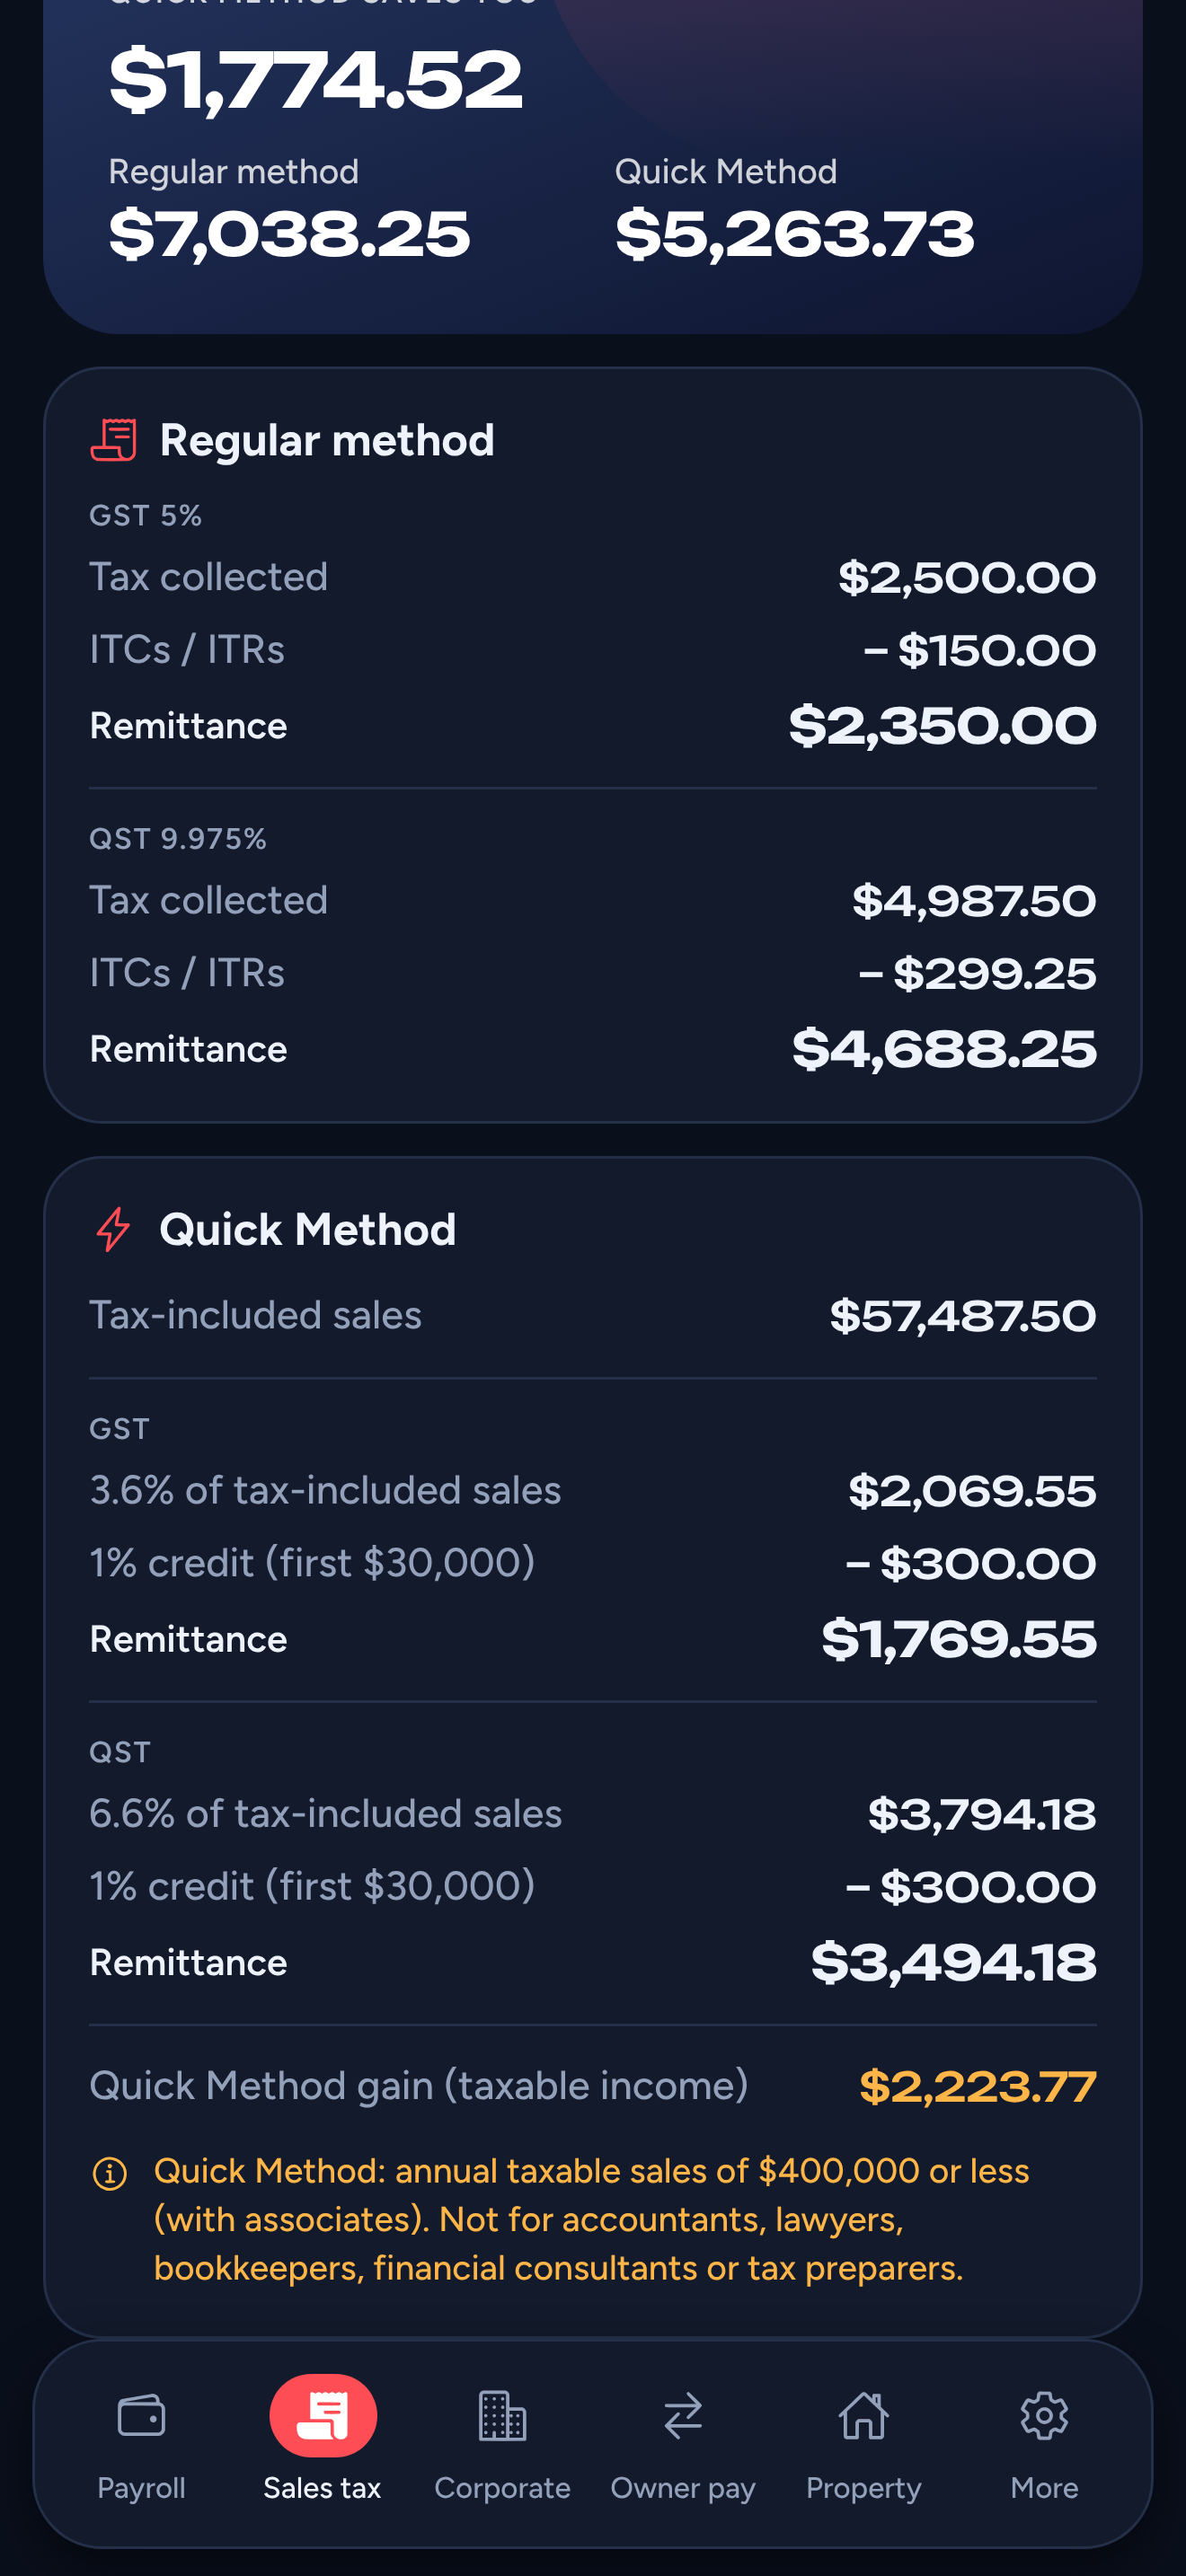 QUICK METHOD SAVES YOU
$1,774.52
Regular method Quick Method
$7,038.25 $5,263.73
Regular method
GST 5%
Tax collected $2,500.00
ITCs / ITRs – $150.00
Remittance $2,350.00
QST 9.975%
Tax collected $4,987.50
ITCs / ITRs – $299.25
Remittance $4,688.25
Quick Method
Tax-included sales $57,487.50
GST
3.6% of tax-included sales $2,069.55
1% credit (first $30,000) – $300.00
Remittance $1,769.55
QST
6.6% of tax-included sales $3,794.18
1% credit (first $30,000) – $300.00
Remittance $3,494.18
Quick Method gain (taxable income) $2,223.77
Quick Method: annual taxable sales of $400,000 or less
(with associates). Not for accountants, lawyers,
bookkeepers, financial consultants or tax preparers.
Payroll Sales tax Corporate Owner pay Property More